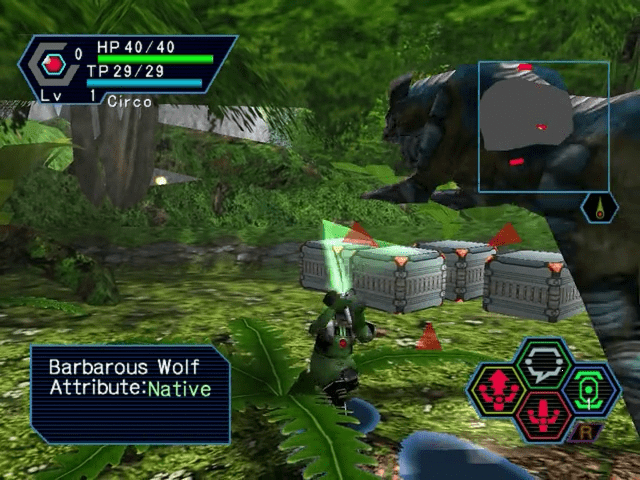 0
HP 40/40
TP 29/29
Lv 1
Circo
Barbarous Wolf
Attribute:Native
R